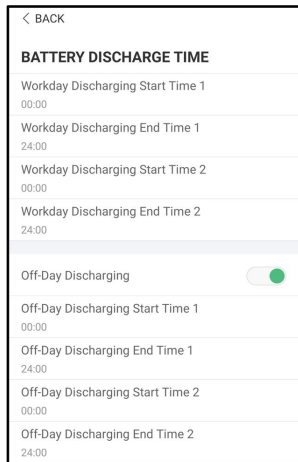 < BACK
BATTERY DISCHARGE TIME
Workday Discharging Start Time 1
00:00
Workday Discharging End Time 1
24:00
Workday Discharging Start Time 2
00:00
Workday Discharging End Time 2
24:00
Off-Day Discharging
Off-Day Discharging Start Time 1
00:00
Off-Day Discharging End Time 1
24:00
Off-Day Discharging Start Time 2
00:00
Off-Day Discharging End Time 2
24:00